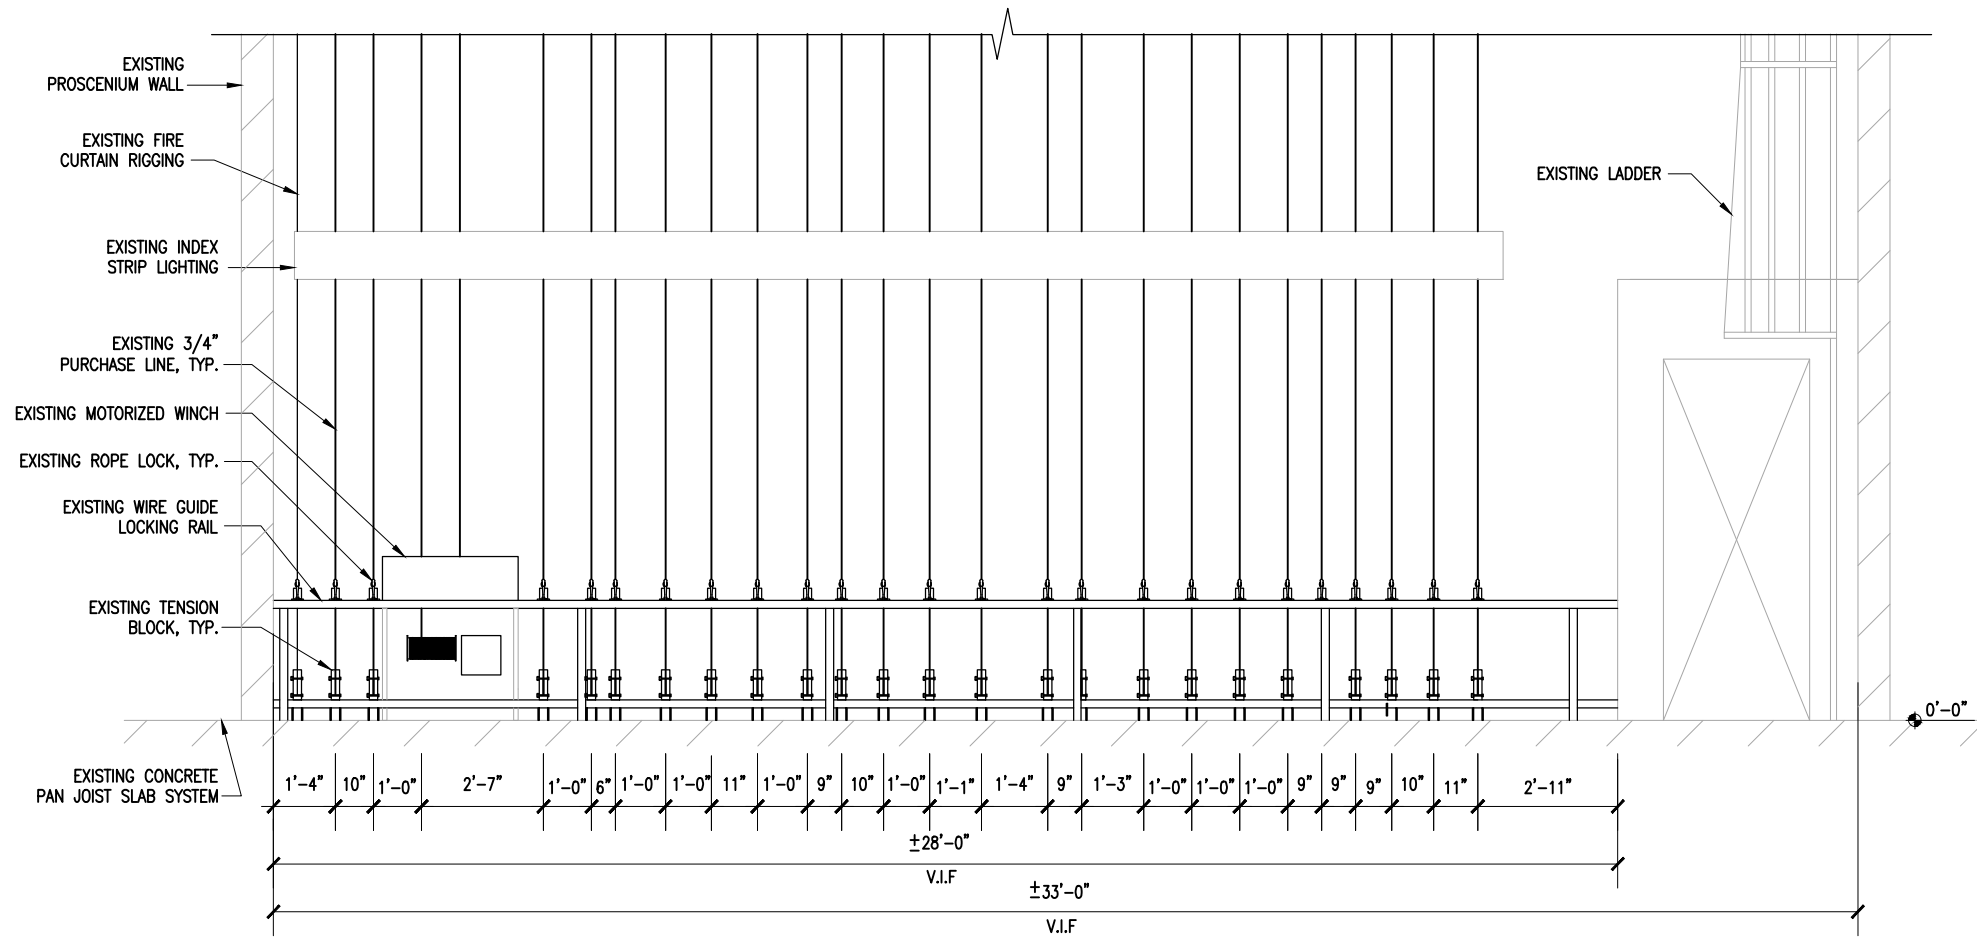 EXISTING
PROSCENIUM WALL
EXISTING FIRE
CURTAIN RIGGING
EXISTING LADDER
EXISTING INDEX
STRIP LIGHTING
EXISTING 3/4"
PURCHASE LINE, TYP.
EXISTING MOTORIZED WINCH
EXISTING ROPE LOCK, TYP.
EXISTING WIRE GUIDE
LOCKING RAIL
EXISTING TENSION
BLOCK, TYP.
0'-0"
EXISTING CONCRETE
PAN JOIST SLAB SYSTEM
1'-4" 10" 1'-0" 2'-7" 1'-0" 6" 1'-0" 1'-0" 11" 1'-0" 9" 10" 1'-0" 1'-1" 1'-4" 9" 1'-3" 1'-0" 1'-0" 1'-0" 9" 9" 9" 10" 11" 2'-11"
±28'-0"
V.I.F
±33'-0"
V.I.F